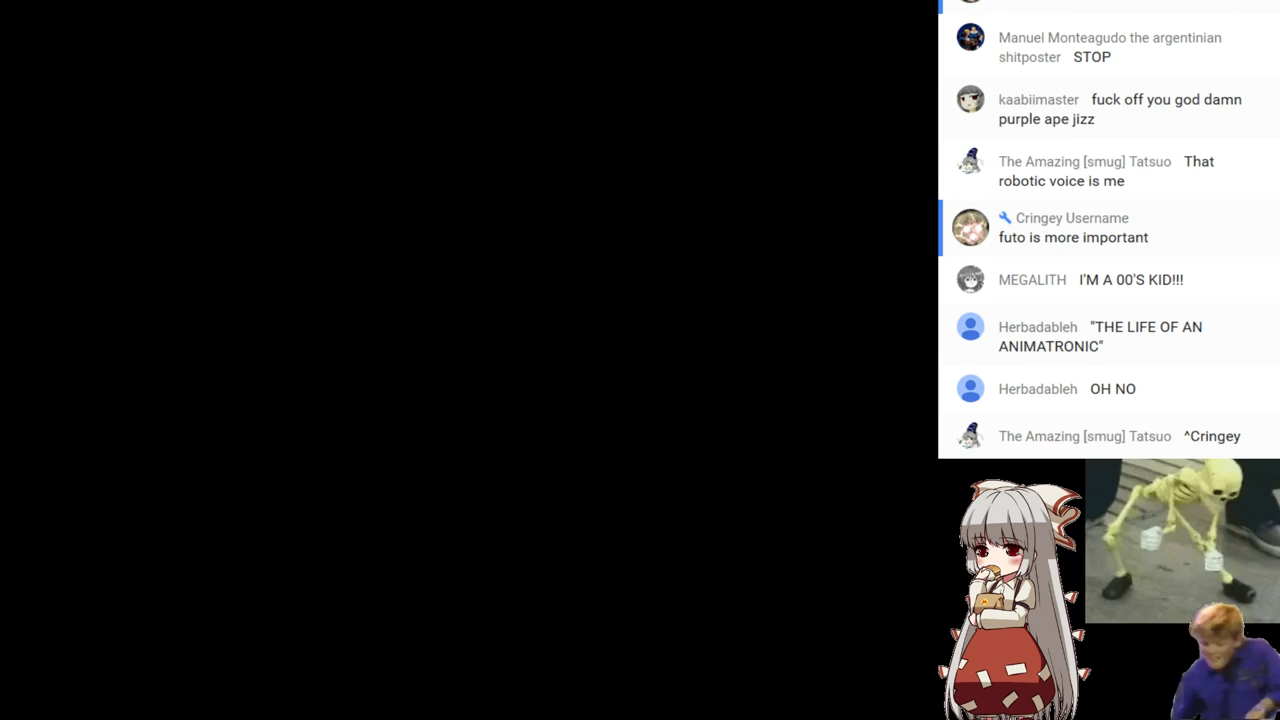 Manuel Monteagudo the argentinian
shitposter STOP
kaabiimaster fuck off you god damn
purple ape jizz
The Amazing [smug] Tatsuo That
robotic voice is me
Cringey Username
futo is more important
MEGALITH I'M A 00'S KID!!!
Herbadableh "THE LIFE OF AN
ANIMATRONIC"
Herbadableh OH NO
The Amazing [smug] Tatsuo ^Cringey